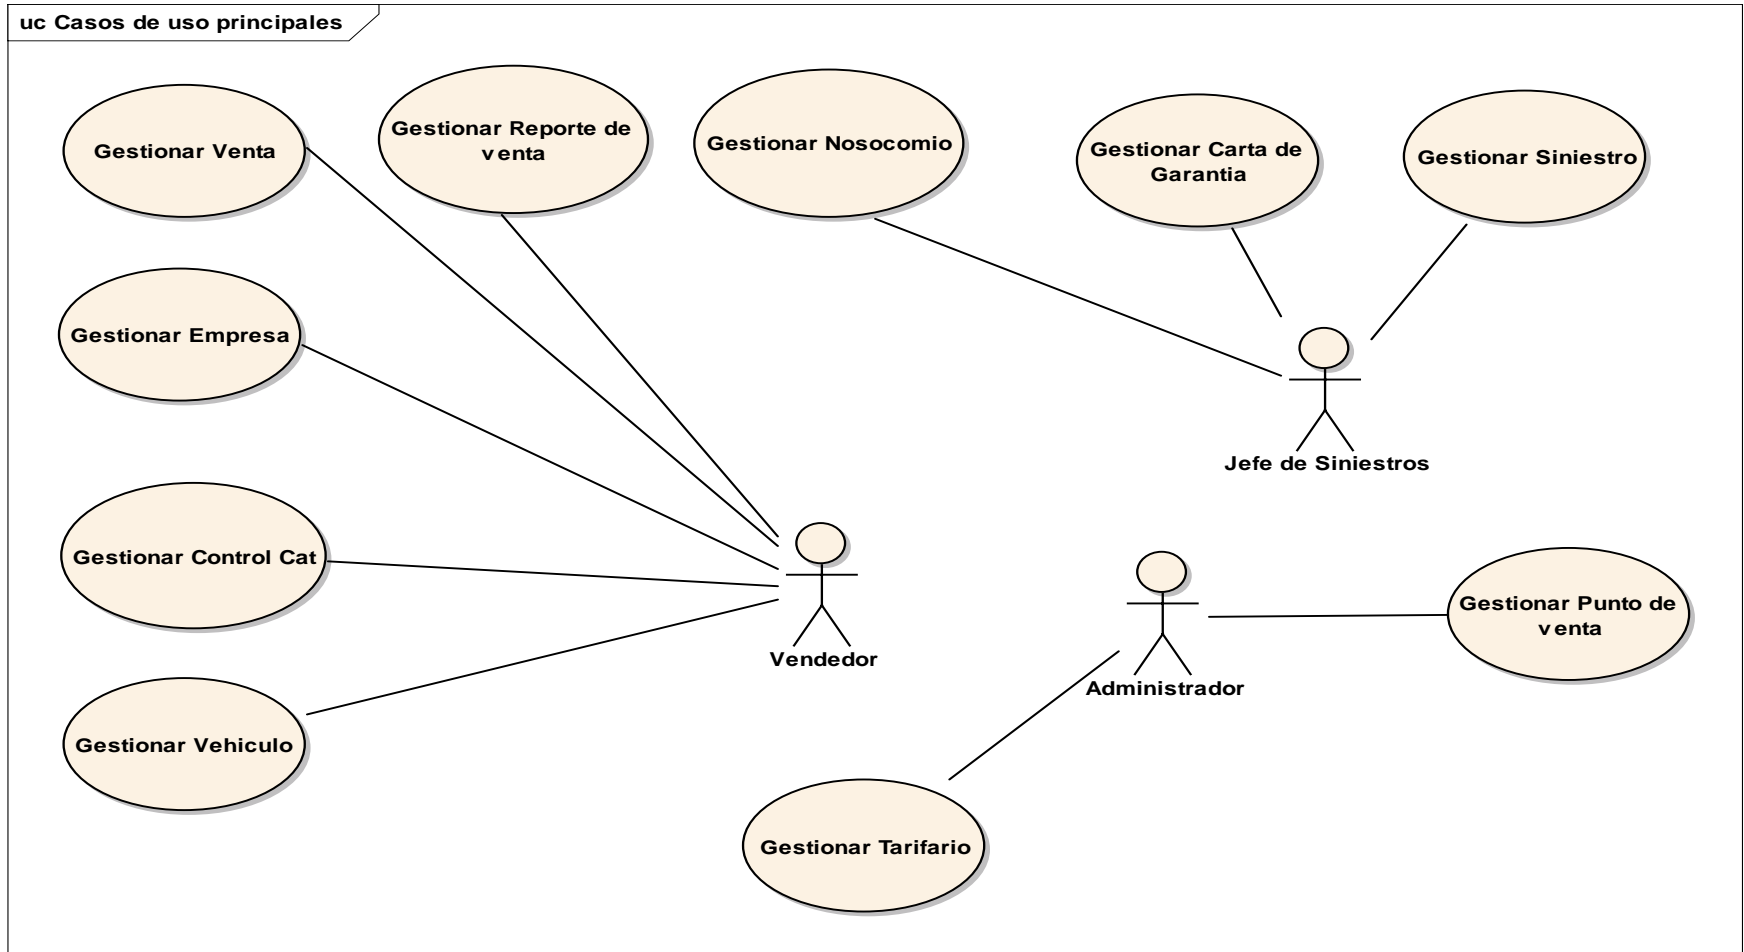 uc Casos de uso principales
Gestionar Venta
Gestionar Reporte de
venta
Gestionar Nosocomio
Gestionar Carta de
Garantia
Gestionar Siniestro
Gestionar Empresa
Jefe de Siniestros
Gestionar Control Cat
Vendedor
Administrador
Gestionar Punto de
venta
Gestionar Vehiculo
Gestionar Tarifario